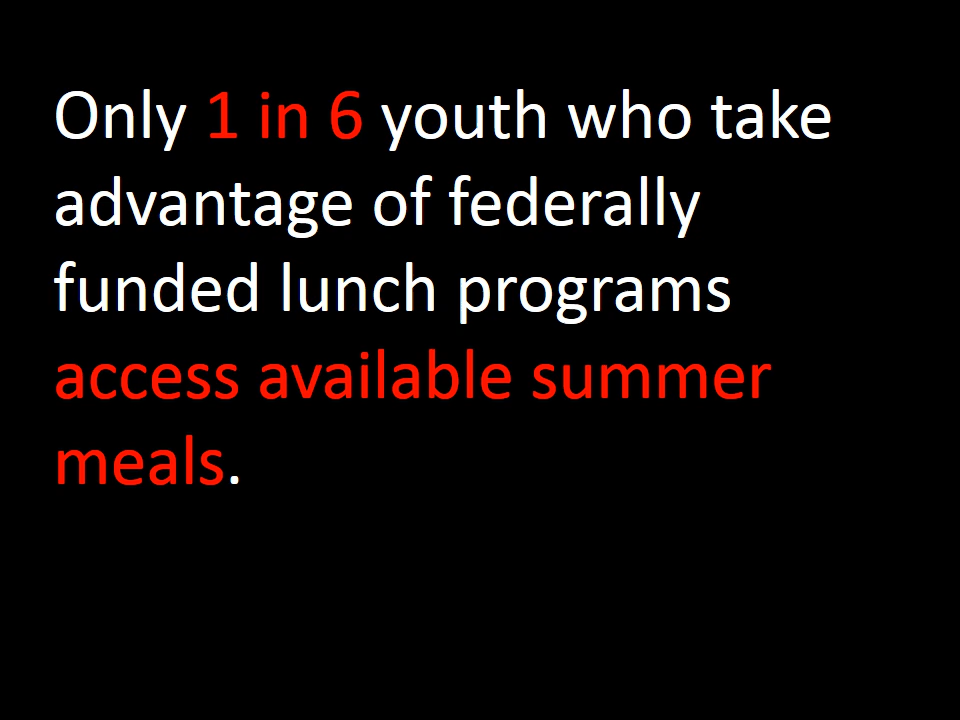 Only 1 in 6 youth who take
advantage of federally
funded lunch programs
access available summer
meals.